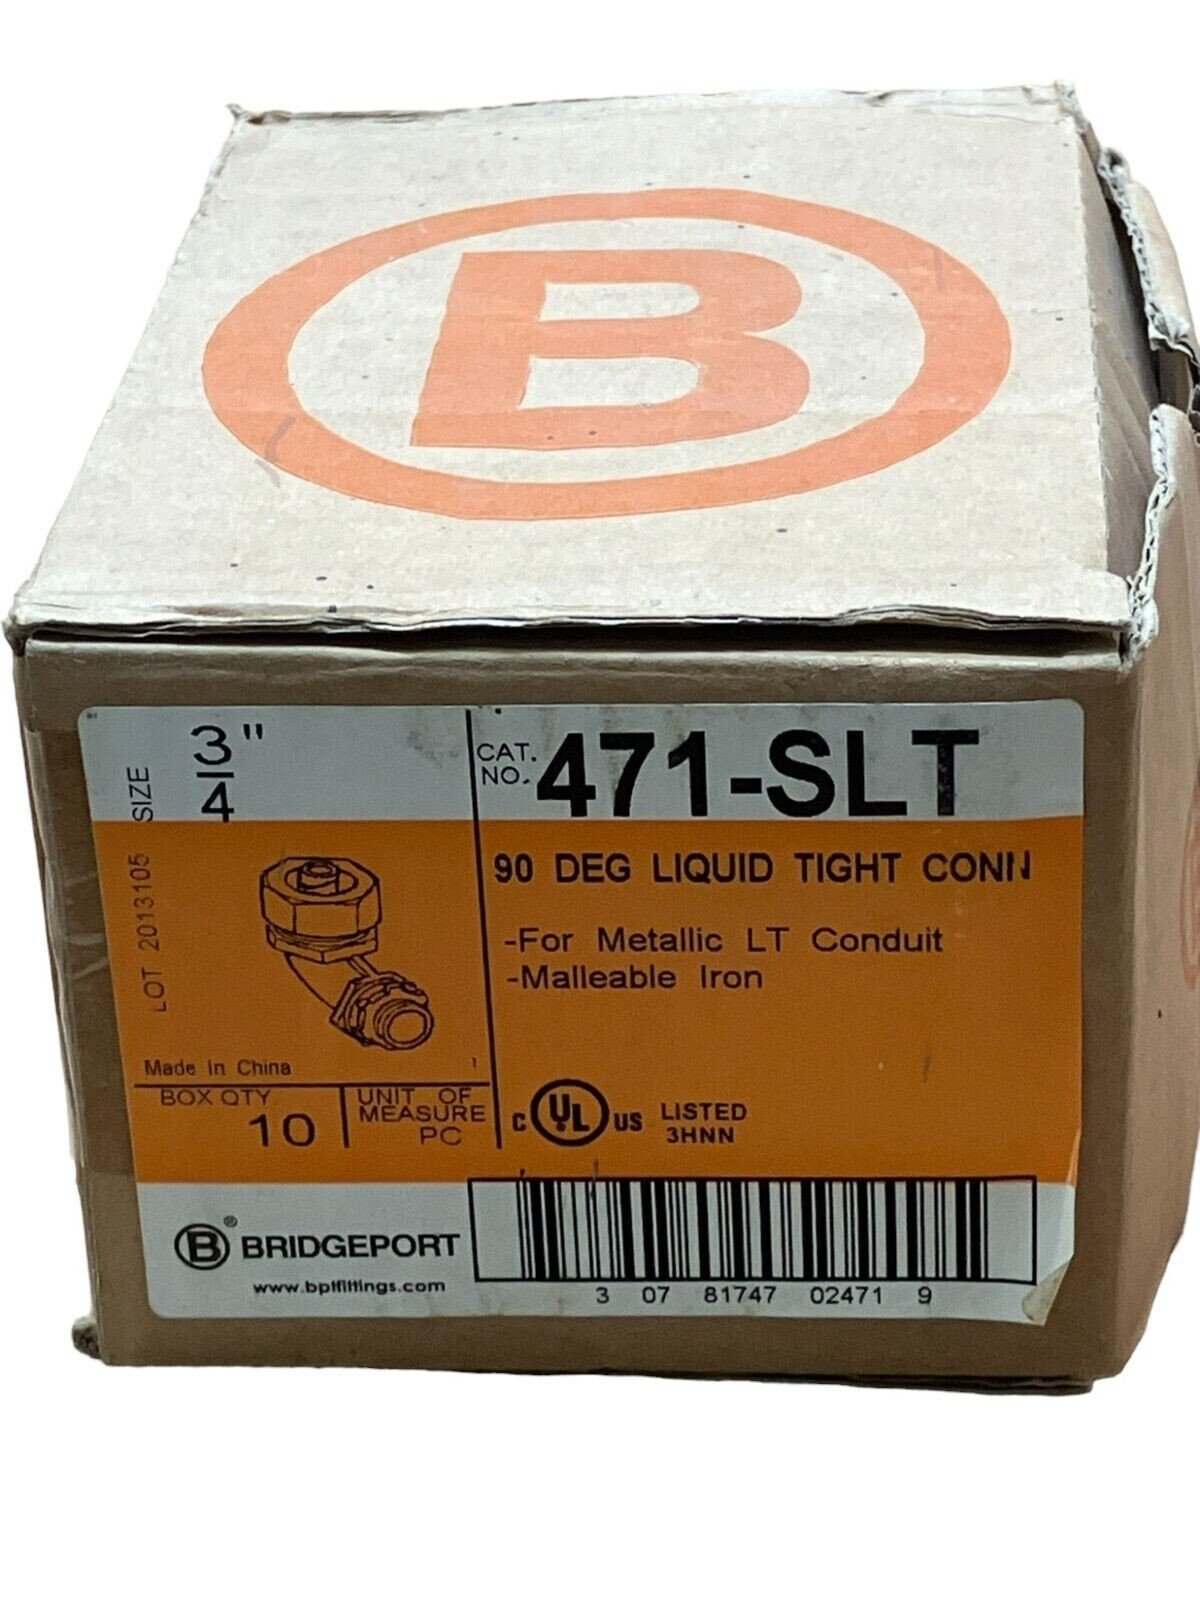 B
SIZE 3/4"
CAT. NO. 471-SLT
LOT 2013105
90 DEG LIQUID TIGHT CONN
-For Metallic LT Conduit
-Malleable Iron
Made In China
BOX QTY
10
UNIT OF
MEASURE
PC
C UL US LISTED
3HNN
B® BRIDGEPORT
www.bptfittings.com
3 07 81747 02471 9